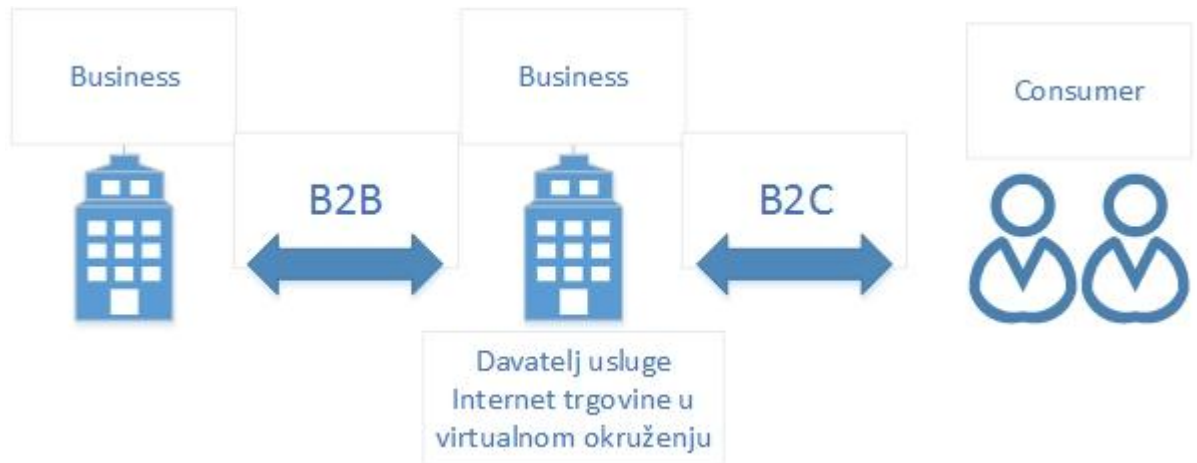 Business
Business
Consumer
B2B
B2C
Davatelj usluge
Internet trgovine u
virtualnom okruženju